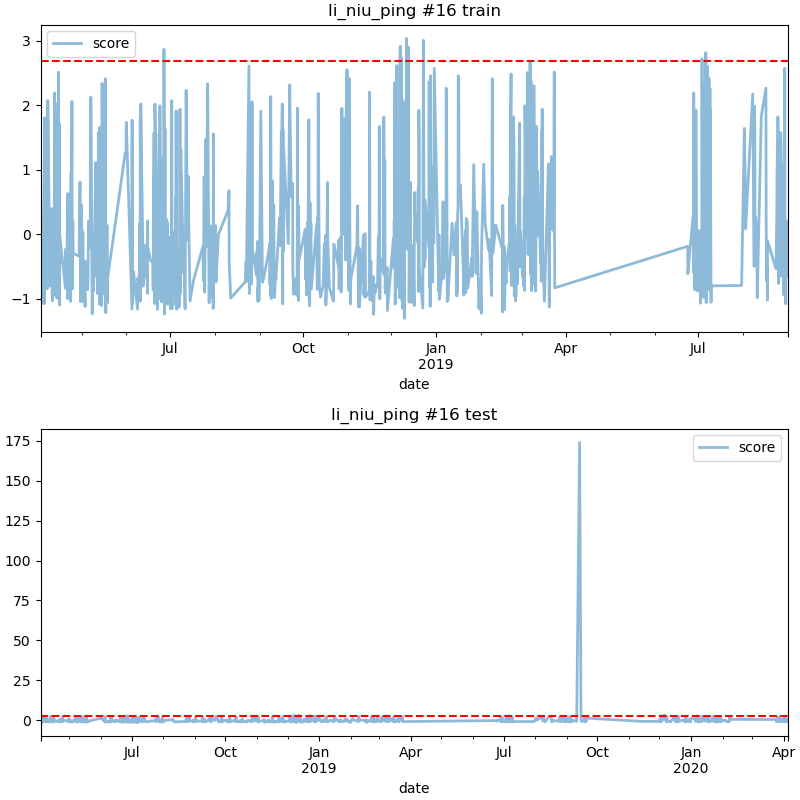 li_niu_ping #16 train
score
3
2
1
0
−1
Jul
Oct
Jan
2019
Apr
Jul
date
li_niu_ping #16 test
score
175
150
125
100
75
50
25
0
Jul
Oct
Jan
2019
Apr
Jul
Oct
Jan
2020
Apr
date